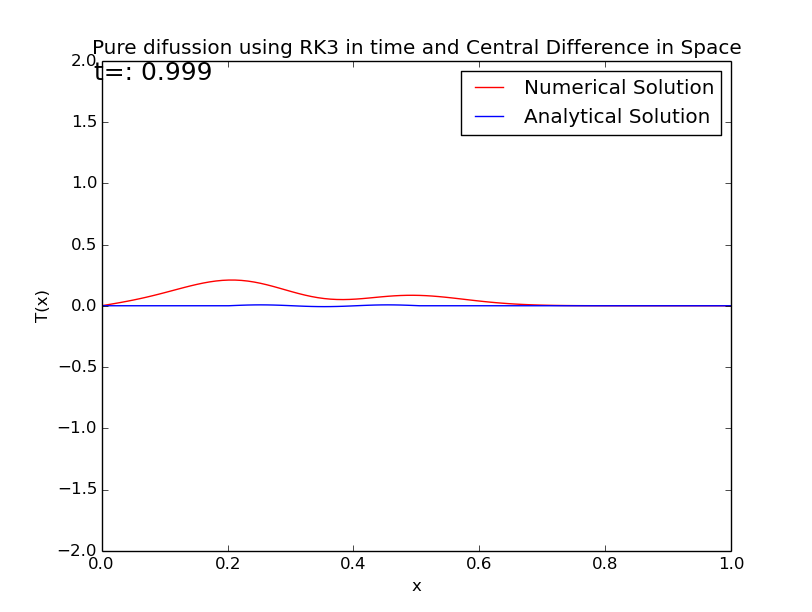 Pure difussion using RK3 in time and Central Difference in Space
t=: 0.999
Numerical Solution
Analytical Solution
2.0
1.5
1.0
0.5
0.0
−0.5
−1.0
−1.5
−2.0
T(x)
0.0 0.2 0.4 0.6 0.8 1.0
x